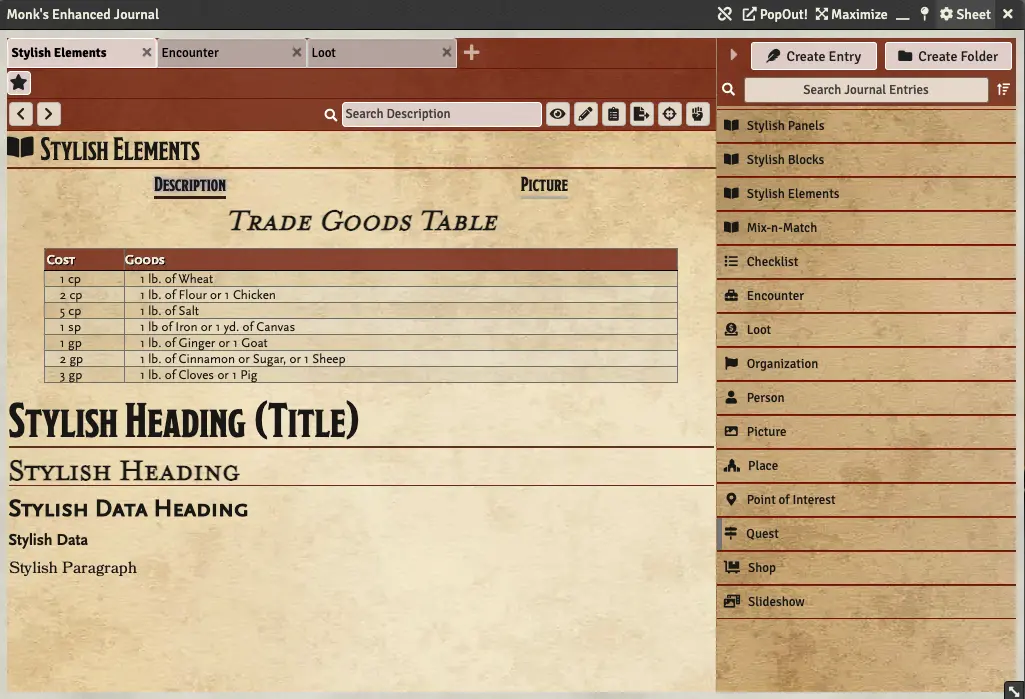 Monk's Enhanced Journal PopOut! Maximize Sheet
Stylish Elements Encounter Loot
Search Description
Stylish Elements
Description Picture
Trade Goods Table
Cost Goods
1 cp 1 lb. of Wheat
2 cp 1 lb. of Flour or 1 Chicken
5 cp 1 lb. of Salt
1 sp 1 lb of Iron or 1 yd. of Canvas
1 gp 1 lb. of Ginger or 1 Goat
2 gp 1 lb. of Cinnamon or Sugar, or 1 Sheep
3 gp 1 lb. of Cloves or 1 Pig
Stylish Heading (Title)
Stylish Heading
Stylish Data Heading
Stylish Data
Stylish Paragraph
Create Entry Create Folder
Search Journal Entries
Stylish Panels
Stylish Blocks
Stylish Elements
Mix-n-Match
Checklist
Encounter
Loot
Organization
Person
Picture
Place
Point of Interest
Quest
Shop
Slideshow